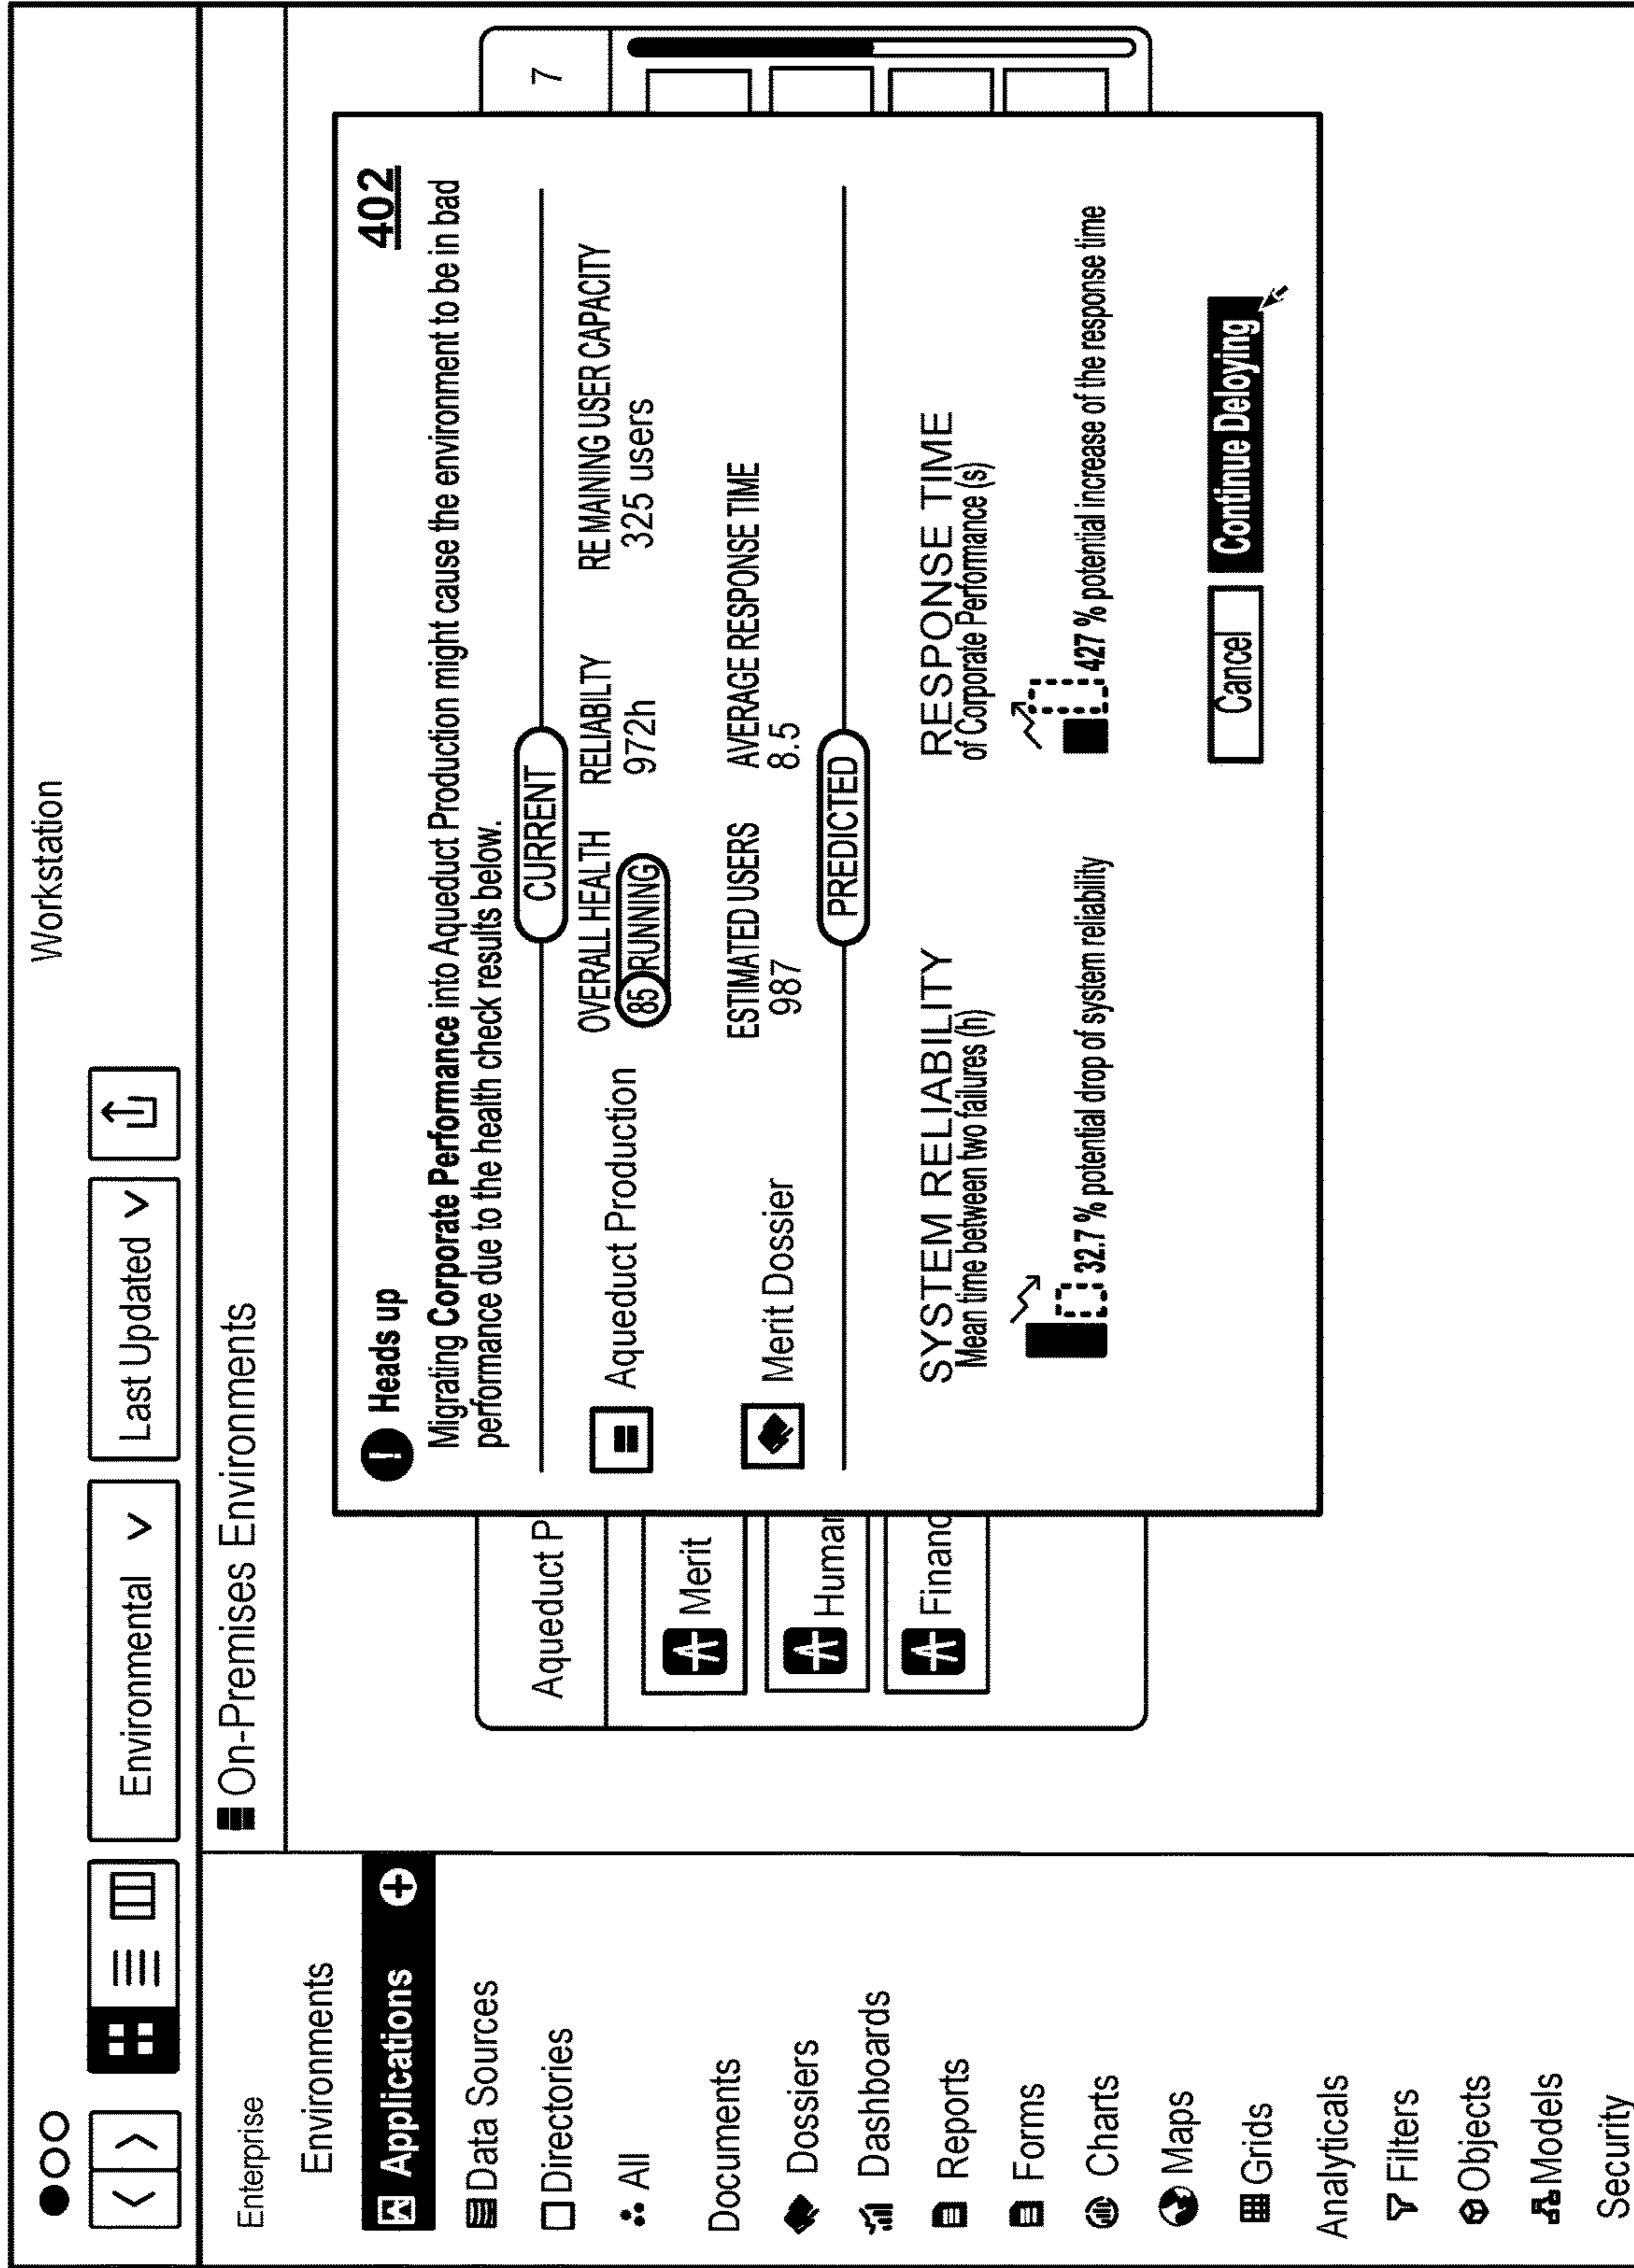 Workstation
Environmental
Last Updated
Enterprise
Environments
Applications
Data Sources
Directories
All
Documents
Dossiers
Dashboards
Reports
Forms
Charts
Maps
Grids
Analyticals
Filters
Objects
Models
Security
On-Premises Environments
Aqueduct P
7
Merit
Human
Financ
402
! Heads up
Migrating Corporate Performance into Aqueduct Production might cause the environment to be in bad
performance due to the health check results below.
CURRENT
Aqueduct Production
OVERALL HEALTH
85 RUNNING
RELIABILTY
972h
RE MAINING USER CAPACITY
325 users
Merit Dossier
ESTIMATED USERS
987
AVERAGE RESPONSE TIME
8.5
PREDICTED
SYSTEM RELIABILITY
Mean time between two failures (h)
32.7 % potential drop of system reliability
RESPONSE TIME
of Corporate Performance (s)
427 % potential increase of the response time
Cancel
Continue Deloying